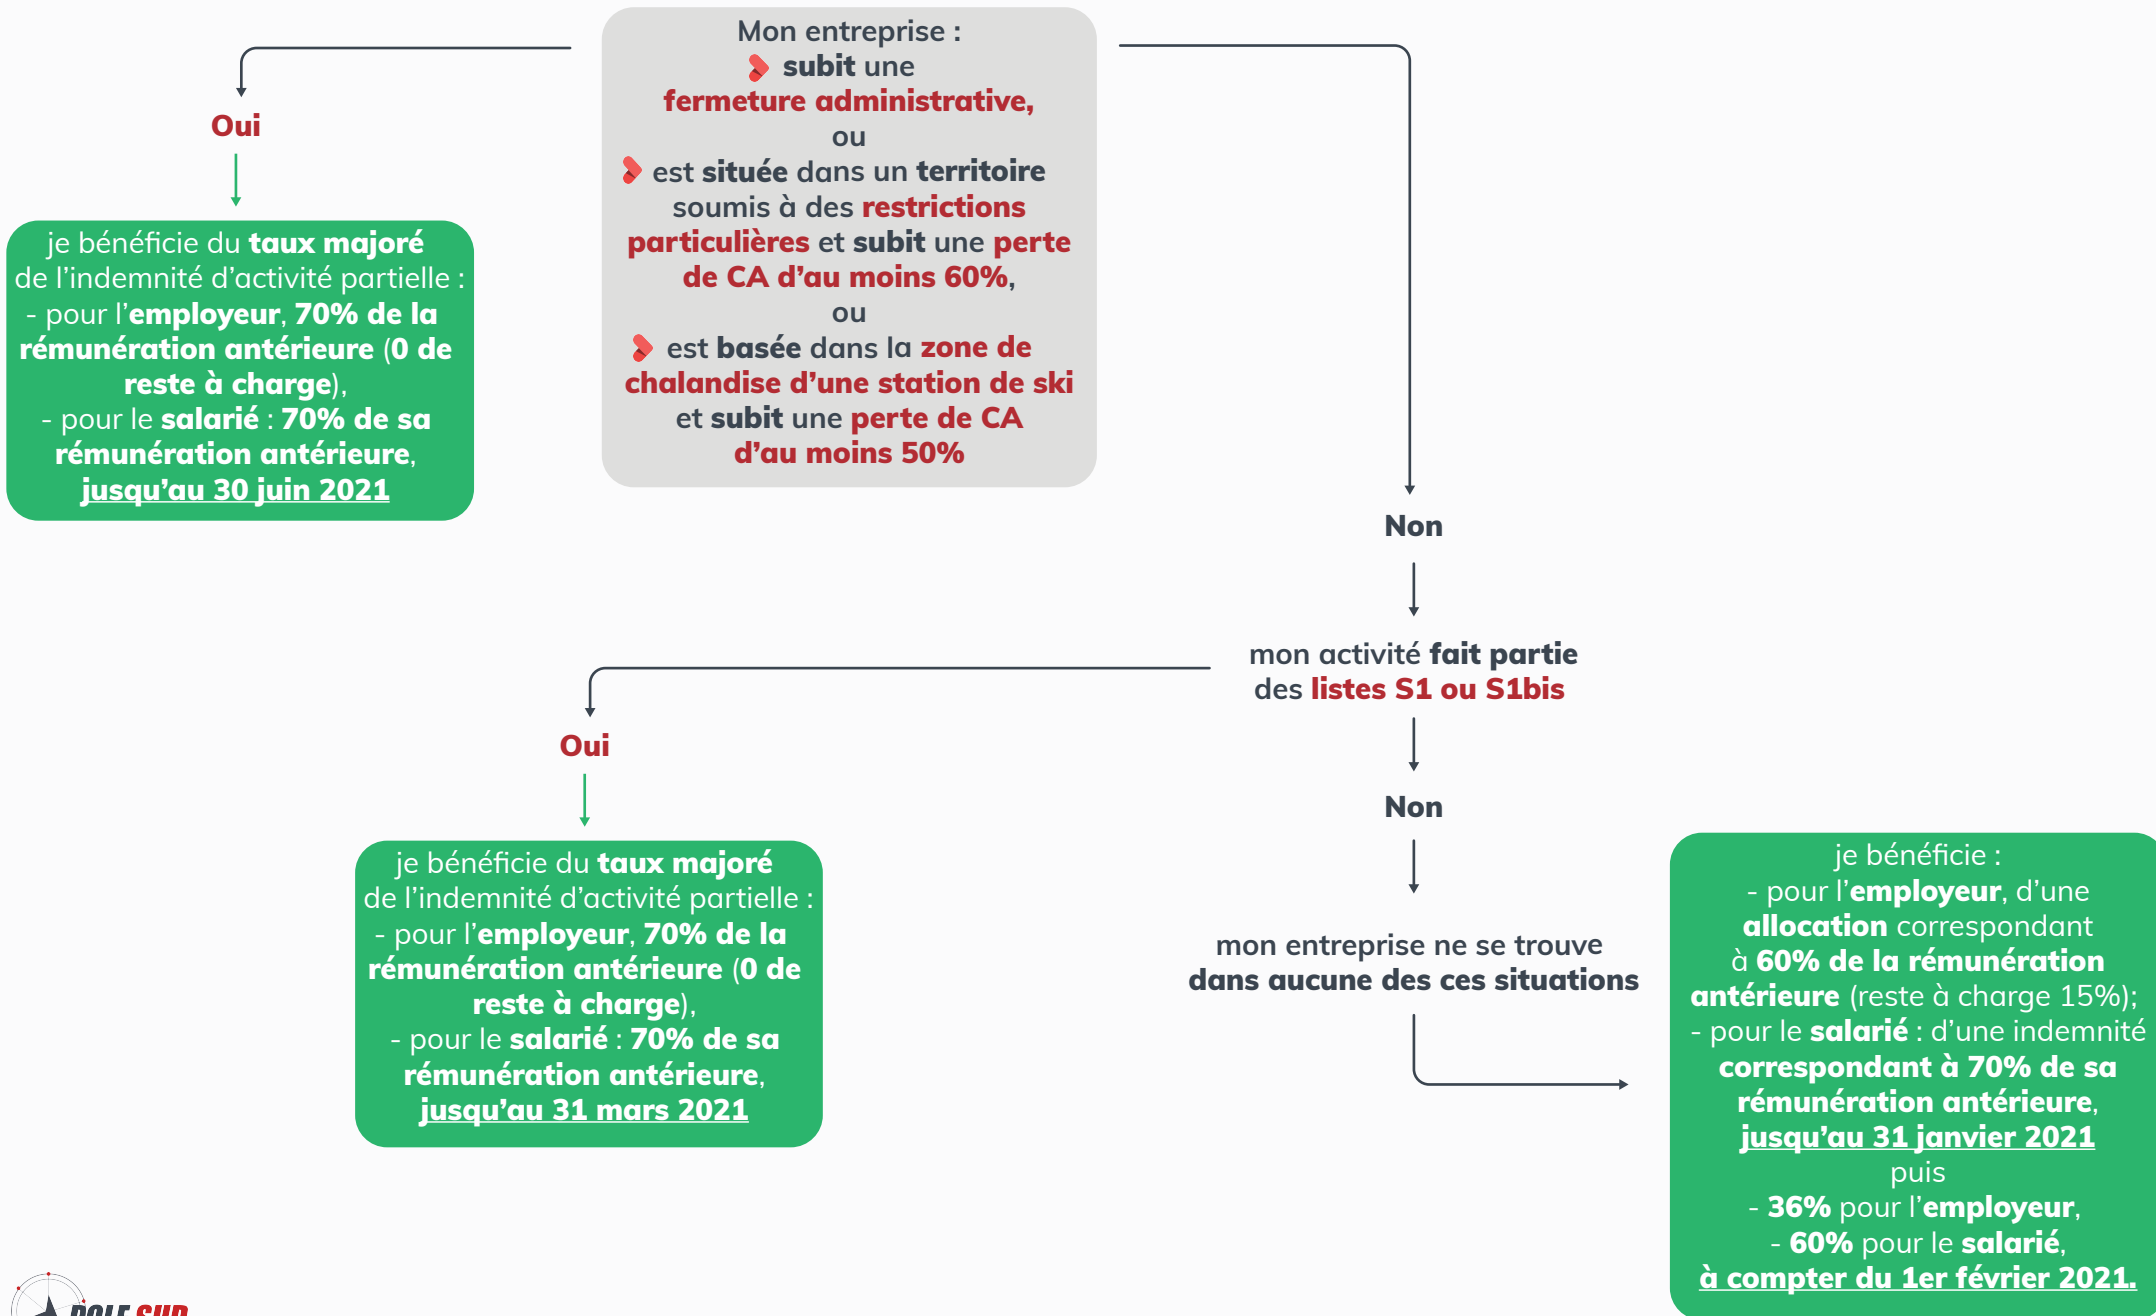 Mon entreprise :
subit une
fermeture administrative,
ou
est située dans un territoire
soumis à des restrictions
particulières et subit une perte
de CA d’au moins 60%,
ou
est basée dans la zone de
chalandise d’une station de ski
et subit une perte de CA
d’au moins 50%
Oui
je bénéficie du taux majoré
de l’indemnité d’activité partielle :
- pour l’employeur, 70% de la
rémunération antérieure (0 de
reste à charge),
- pour le salarié : 70% de sa
rémunération antérieure,
jusqu’au 30 juin 2021
Non
mon activité fait partie
des listes S1 ou S1bis
Oui
je bénéficie du taux majoré
de l’indemnité d’activité partielle :
- pour l’employeur, 70% de la
rémunération antérieure (0 de
reste à charge),
- pour le salarié : 70% de sa
rémunération antérieure,
jusqu’au 31 mars 2021
Non
mon entreprise ne se trouve
dans aucune des ces situations
je bénéficie :
- pour l’employeur, d’une
allocation correspondant
à 60% de la rémunération
antérieure (reste à charge 15%);
- pour le salarié : d’une indemnité
correspondant à 70% de sa
rémunération antérieure,
jusqu’au 31 janvier 2021
puis
- 36% pour l’employeur,
- 60% pour le salarié,
à compter du 1er février 2021.
POLE SUD